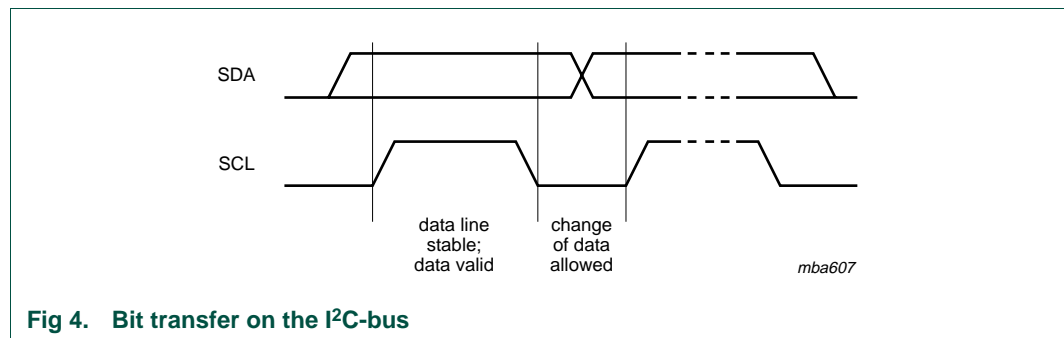 SDA
SCL
data line
stable;
data valid
change
of data
allowed
mba607
Fig 4. Bit transfer on the I²C-bus